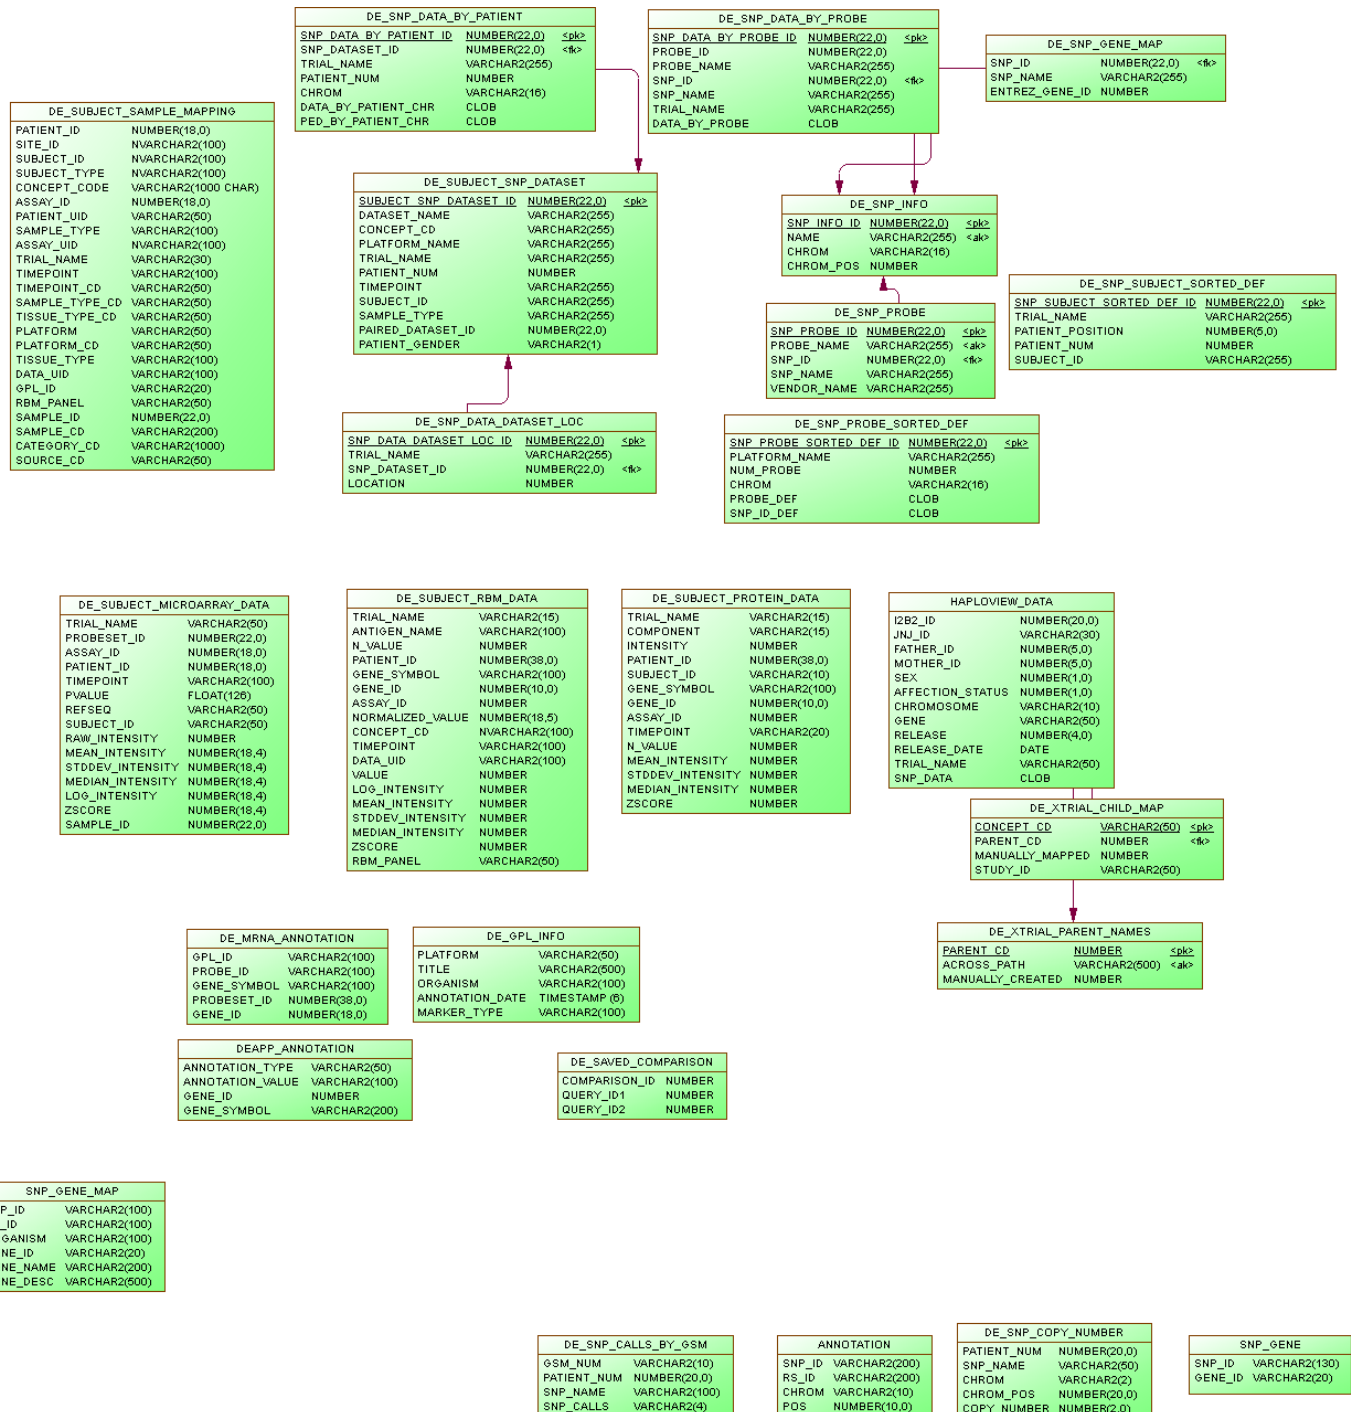 DE_SNP_DATA_BY_PATIENT
SNP_DATA_BY_PATIENT_ID NUMBER(22,0) <pk>
SNP_DATASET_ID NUMBER(22,0) <fk>
TRIAL_NAME VARCHAR2(255)
PATIENT_NUM NUMBER
CHROM VARCHAR2(16)
DATA_BY_PATIENT_CHR CLOB
PED_BY_PATIENT_CHR CLOB
DE_SNP_DATA_BY_PROBE
SNP_DATA_BY_PROBE_ID NUMBER(22,0) <pk>
PROBE_ID NUMBER(22,0)
PROBE_NAME VARCHAR2(255)
SNP_ID NUMBER(22,0) <fk>
SNP_NAME VARCHAR2(255)
TRIAL_NAME VARCHAR2(255)
DATA_BY_PROBE CLOB
DE_SNP_GENE_MAP
SNP_ID NUMBER(22,0) <fk>
SNP_NAME VARCHAR2(255)
ENTREZ_GENE_ID NUMBER
DE_SUBJECT_SAMPLE_MAPPING
PATIENT_ID NUMBER(18,0)
SITE_ID NVARCHAR2(100)
SUBJECT_ID NVARCHAR2(100)
SUBJECT_TYPE NVARCHAR2(100)
CONCEPT_CODE VARCHAR2(1000 CHAR)
ASSAY_ID NUMBER(18,0)
PATIENT_UID VARCHAR2(50)
SAMPLE_TYPE VARCHAR2(100)
ASSAY_UID NVARCHAR2(100)
TRIAL_NAME VARCHAR2(30)
TIMEPOINT VARCHAR2(100)
TIMEPOINT_CD VARCHAR2(50)
SAMPLE_TYPE_CD VARCHAR2(50)
TISSUE_TYPE_CD VARCHAR2(50)
PLATFORM VARCHAR2(50)
PLATFORM_CD VARCHAR2(50)
TISSUE_TYPE VARCHAR2(100)
DATA_UID VARCHAR2(100)
GPL_ID VARCHAR2(20)
RBM_PANEL VARCHAR2(50)
SAMPLE_ID NUMBER(22,0)
SAMPLE_CD VARCHAR2(200)
CATEGORY_CD VARCHAR2(1000)
SOURCE_CD VARCHAR2(50)
DE_SUBJECT_SNP_DATASET
SUBJECT_SNP_DATASET_ID NUMBER(22,0) <pk>
DATASET_NAME VARCHAR2(255)
CONCEPT_CD VARCHAR2(255)
PLATFORM_NAME VARCHAR2(255)
TRIAL_NAME VARCHAR2(255)
PATIENT_NUM NUMBER
TIMEPOINT VARCHAR2(255)
SUBJECT_ID VARCHAR2(255)
SAMPLE_TYPE VARCHAR2(255)
PAIRED_DATASET_ID NUMBER(22,0)
PATIENT_GENDER VARCHAR2(1)
DE_SNP_INFO
SNP_INFO_ID NUMBER(22,0) <pk>
NAME VARCHAR2(255) <ak>
CHROM VARCHAR2(16)
CHROM_POS NUMBER
DE_SNP_SUBJECT_SORTED_DEF
SNP_SUBJECT_SORTED_DEF_ID NUMBER(22,0) <pk>
TRIAL_NAME VARCHAR2(255)
PATIENT_POSITION NUMBER(5,0)
PATIENT_NUM NUMBER
SUBJECT_ID VARCHAR2(255)
DE_SNP_PROBE
SNP_PROBE_ID NUMBER(22,0) <pk>
PROBE_NAME VARCHAR2(255) <ak>
SNP_ID NUMBER(22,0) <fk>
SNP_NAME VARCHAR2(255)
VENDOR_NAME VARCHAR2(255)
DE_SNP_DATA_DATASET_LOC
SNP_DATA_DATASET_LOC_ID NUMBER(22,0) <pk>
TRIAL_NAME VARCHAR2(255)
SNP_DATASET_ID NUMBER(22,0) <fk>
LOCATION NUMBER
DE_SNP_PROBE_SORTED_DEF
SNP_PROBE_SORTED_DEF_ID NUMBER(22,0) <pk>
PLATFORM_NAME VARCHAR2(255)
NUM_PROBE NUMBER
CHROM VARCHAR2(16)
PROBE_DEF CLOB
SNP_ID_DEF CLOB
DE_SUBJECT_MICROARRAY_DATA
TRIAL_NAME VARCHAR2(50)
PROBESET_ID NUMBER(22,0)
ASSAY_ID NUMBER(18,0)
PATIENT_ID NUMBER(18,0)
TIMEPOINT VARCHAR2(100)
PVALUE FLOAT(126)
REFSEQ VARCHAR2(50)
SUBJECT_ID VARCHAR2(50)
RAW_INTENSITY NUMBER
MEAN_INTENSITY NUMBER(18,4)
STDDEV_INTENSITY NUMBER(18,4)
MEDIAN_INTENSITY NUMBER(18,4)
LOG_INTENSITY NUMBER(18,4)
ZSCORE NUMBER(18,4)
SAMPLE_ID NUMBER(22,0)
DE_SUBJECT_RBM_DATA
TRIAL_NAME VARCHAR2(15)
ANTIGEN_NAME VARCHAR2(100)
N_VALUE NUMBER
PATIENT_ID NUMBER(38,0)
GENE_SYMBOL VARCHAR2(100)
GENE_ID NUMBER(10,0)
ASSAY_ID NUMBER
NORMALIZED_VALUE NUMBER(18,5)
CONCEPT_CD NVARCHAR2(100)
TIMEPOINT VARCHAR2(100)
DATA_UID VARCHAR2(100)
VALUE NUMBER
LOG_INTENSITY NUMBER
MEAN_INTENSITY NUMBER
STDDEV_INTENSITY NUMBER
MEDIAN_INTENSITY NUMBER
ZSCORE NUMBER
RBM_PANEL VARCHAR2(50)
DE_SUBJECT_PROTEIN_DATA
TRIAL_NAME VARCHAR2(15)
COMPONENT VARCHAR2(15)
INTENSITY NUMBER
PATIENT_ID NUMBER(38,0)
SUBJECT_ID VARCHAR2(10)
GENE_SYMBOL VARCHAR2(100)
GENE_ID NUMBER(10,0)
ASSAY_ID NUMBER
TIMEPOINT VARCHAR2(20)
N_VALUE NUMBER
MEAN_INTENSITY NUMBER
STDDEV_INTENSITY NUMBER
MEDIAN_INTENSITY NUMBER
ZSCORE NUMBER
HAPLOVIEW_DATA
I2B2_ID NUMBER(20,0)
JNJ_ID VARCHAR2(30)
FATHER_ID NUMBER(5,0)
MOTHER_ID NUMBER(5,0)
SEX NUMBER(1,0)
AFFECTION_STATUS NUMBER(1,0)
CHROMOSOME VARCHAR2(10)
GENE VARCHAR2(50)
RELEASE NUMBER(4,0)
RELEASE_DATE DATE
TRIAL_NAME VARCHAR2(50)
SNP_DATA CLOB
DE_XTRIAL_CHILD_MAP
CONCEPT_CD VARCHAR2(50) <pk>
PARENT_CD NUMBER <fk>
MANUALLY_MAPPED NUMBER
STUDY_ID VARCHAR2(50)
DE_XTRIAL_PARENT_NAMES
PARENT_CD NUMBER <pk>
ACROSS_PATH VARCHAR2(500) <ak>
MANUALLY_CREATED NUMBER
DE_MRNA_ANNOTATION
GPL_ID VARCHAR2(100)
PROBE_ID VARCHAR2(100)
GENE_SYMBOL VARCHAR2(100)
PROBESET_ID NUMBER(38,0)
GENE_ID NUMBER(18,0)
DE_GPL_INFO
PLATFORM VARCHAR2(50)
TITLE VARCHAR2(500)
ORGANISM VARCHAR2(100)
ANNOTATION_DATE TIMESTAMP (6)
MARKER_TYPE VARCHAR2(100)
DEAPP_ANNOTATION
ANNOTATION_TYPE VARCHAR2(50)
ANNOTATION_VALUE VARCHAR2(100)
GENE_ID NUMBER
GENE_SYMBOL VARCHAR2(200)
DE_SAVED_COMPARISON
COMPARISON_ID NUMBER
QUERY_ID1 NUMBER
QUERY_ID2 NUMBER
SNP_GENE_MAP
P_ID VARCHAR2(100)
_ID VARCHAR2(100)
GANISM VARCHAR2(100)
NE_ID VARCHAR2(20)
NE_NAME VARCHAR2(200)
NE_DESC VARCHAR2(500)
DE_SNP_CALLS_BY_GSM
GSM_NUM VARCHAR2(10)
PATIENT_NUM NUMBER(20,0)
SNP_NAME VARCHAR2(100)
SNP_CALLS VARCHAR2(4)
ANNOTATION
SNP_ID VARCHAR2(200)
RS_ID VARCHAR2(200)
CHROM VARCHAR2(10)
POS NUMBER(10,0)
DE_SNP_COPY_NUMBER
PATIENT_NUM NUMBER(20,0)
SNP_NAME VARCHAR2(50)
CHROM VARCHAR2(2)
CHROM_POS NUMBER(20,0)
COPY_NUMBER NUMBER(2,0)
SNP_GENE
SNP_ID VARCHAR2(130)
GENE_ID VARCHAR2(20)